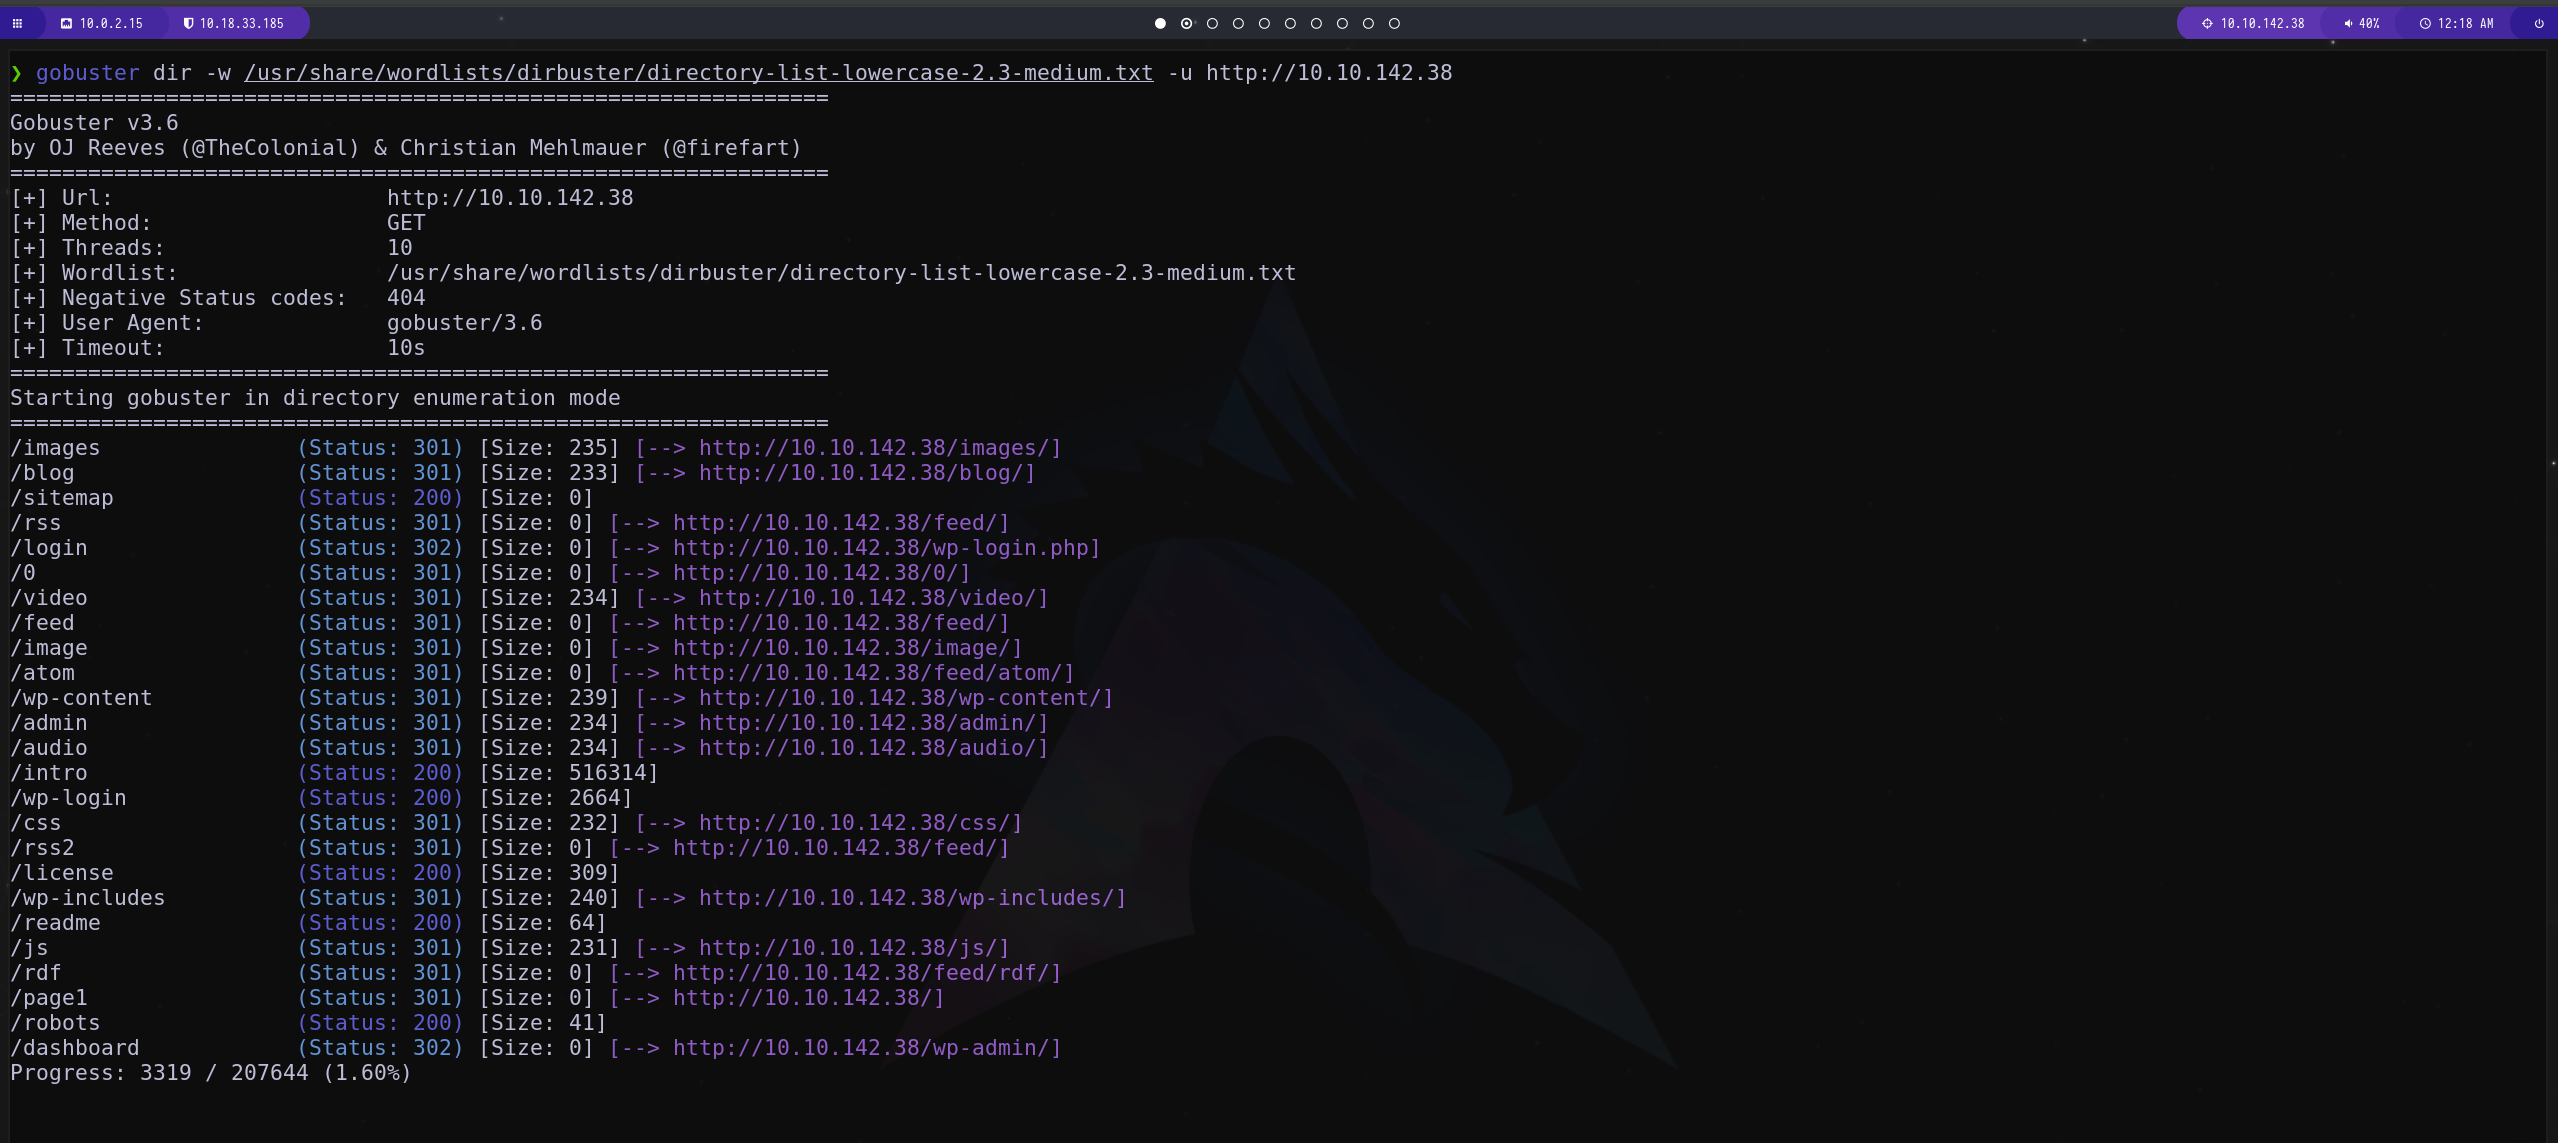 10.0.2.15 10.18.33.185 10.10.142.38 40% 12:18 AM
❯ gobuster dir -w /usr/share/wordlists/dirbuster/directory-list-lowercase-2.3-medium.txt -u http://10.10.142.38
===============================================================
Gobuster v3.6
by OJ Reeves (@TheColonial) & Christian Mehlmauer (@firefart)
===============================================================
[+] Url:                     http://10.10.142.38
[+] Method:                  GET
[+] Threads:                 10
[+] Wordlist:                /usr/share/wordlists/dirbuster/directory-list-lowercase-2.3-medium.txt
[+] Negative Status codes:   404
[+] User Agent:              gobuster/3.6
[+] Timeout:                 10s
===============================================================
Starting gobuster in directory enumeration mode
===============================================================
/images               (Status: 301) [Size: 235] [--> http://10.10.142.38/images/]
/blog                 (Status: 301) [Size: 233] [--> http://10.10.142.38/blog/]
/sitemap              (Status: 200) [Size: 0]
/rss                  (Status: 301) [Size: 0] [--> http://10.10.142.38/feed/]
/login                (Status: 302) [Size: 0] [--> http://10.10.142.38/wp-login.php]
/0                    (Status: 301) [Size: 0] [--> http://10.10.142.38/0/]
/video                (Status: 301) [Size: 234] [--> http://10.10.142.38/video/]
/feed                 (Status: 301) [Size: 0] [--> http://10.10.142.38/feed/]
/image                (Status: 301) [Size: 0] [--> http://10.10.142.38/image/]
/atom                 (Status: 301) [Size: 0] [--> http://10.10.142.38/feed/atom/]
/wp-content           (Status: 301) [Size: 239] [--> http://10.10.142.38/wp-content/]
/admin                (Status: 301) [Size: 234] [--> http://10.10.142.38/admin/]
/audio                (Status: 301) [Size: 234] [--> http://10.10.142.38/audio/]
/intro                (Status: 200) [Size: 516314]
/wp-login             (Status: 200) [Size: 2664]
/css                  (Status: 301) [Size: 232] [--> http://10.10.142.38/css/]
/rss2                 (Status: 301) [Size: 0] [--> http://10.10.142.38/feed/]
/license              (Status: 200) [Size: 309]
/wp-includes          (Status: 301) [Size: 240] [--> http://10.10.142.38/wp-includes/]
/readme               (Status: 200) [Size: 64]
/js                   (Status: 301) [Size: 231] [--> http://10.10.142.38/js/]
/rdf                  (Status: 301) [Size: 0] [--> http://10.10.142.38/feed/rdf/]
/page1                (Status: 301) [Size: 0] [--> http://10.10.142.38/]
/robots               (Status: 200) [Size: 41]
/dashboard            (Status: 302) [Size: 0] [--> http://10.10.142.38/wp-admin/]
Progress: 3319 / 207644 (1.60%)